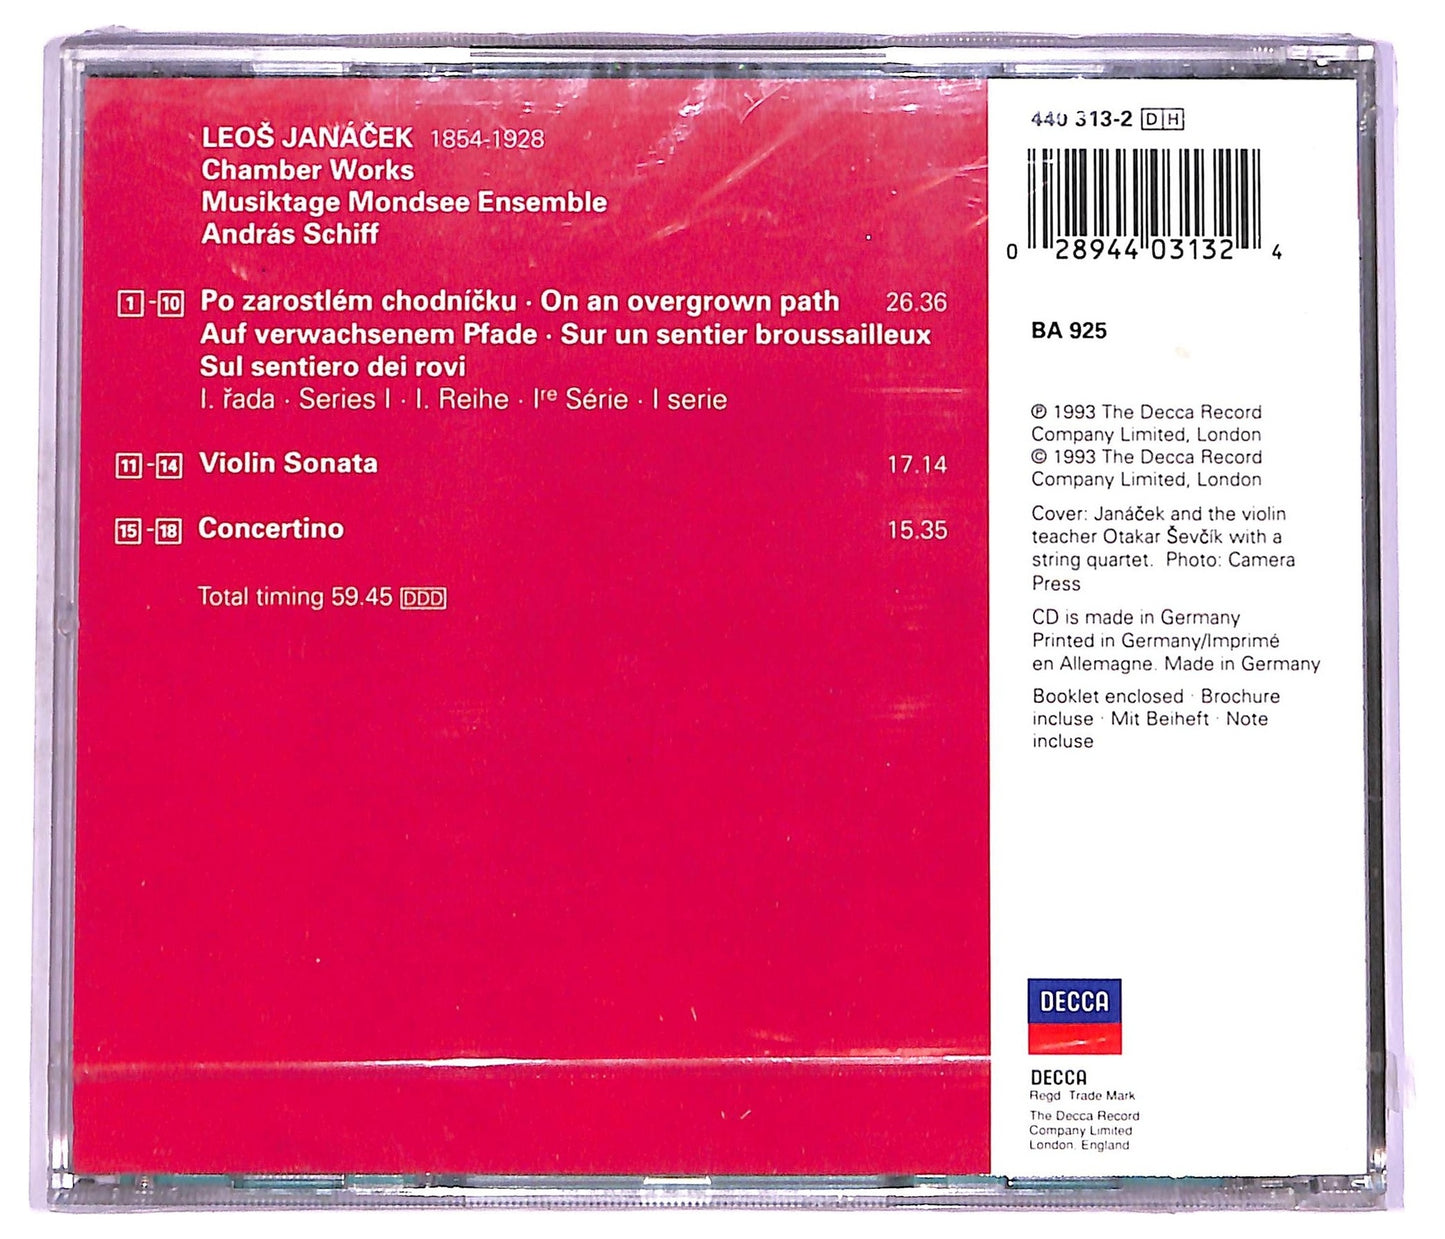 LEOŠ JANÁČEK 1854-1928
Chamber Works
Musiktage Mondsee Ensemble
András Schiff
1-10 Po zarostlém chodníčku · On an overgrown path 26.36
Auf verwachsenem Pfade · Sur un sentier broussailleux
Sul sentiero dei rovi
I. řada · Series I · I. Reihe · Iʳᵉ Série · I serie
11-14 Violin Sonata 17.14
15-18 Concertino 15.35
Total timing 59.45 DDD
440 313-2 DH
0 28944 03132 4
BA 925
℗ 1993 The Decca Record
Company Limited, London
© 1993 The Decca Record
Company Limited, London
Cover: Janáček and the violin
teacher Otakar Ševčík with a
string quartet. Photo: Camera
Press
CD is made in Germany
Printed in Germany/Imprimé
en Allemagne. Made in Germany
Booklet enclosed · Brochure
incluse · Mit Beiheft · Note
incluse
DECCA
DECCA
Regd Trade Mark
The Decca Record
Company Limited
London. England